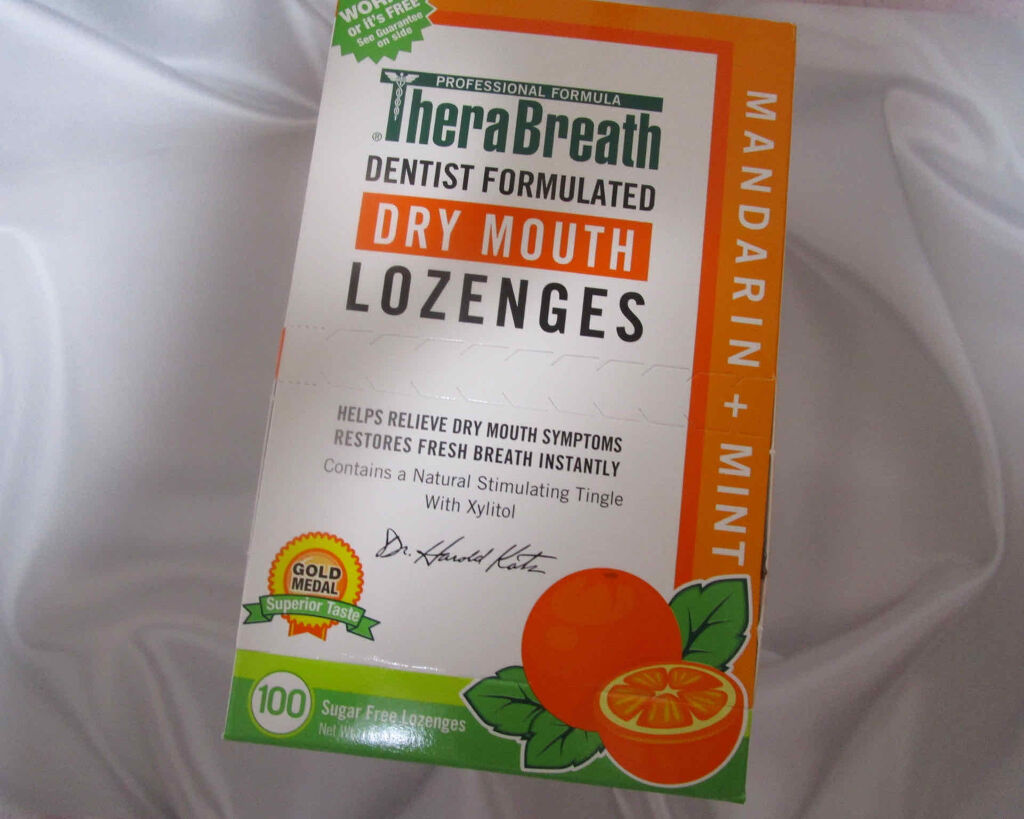 or it's FREE
See Guarantee
on side
PROFESSIONAL FORMULA
TheraBreath
®
DENTIST FORMULATED
DRY MOUTH
LOZENGES
HELPS RELIEVE DRY MOUTH SYMPTOMS
RESTORES FRESH BREATH INSTANTLY
Contains a Natural Stimulating Tingle
With Xylitol
Dr. Harold Katz
GOLD
MEDAL
Superior Taste
100
Sugar Free Lozenges
Net
MANDARIN + MINT